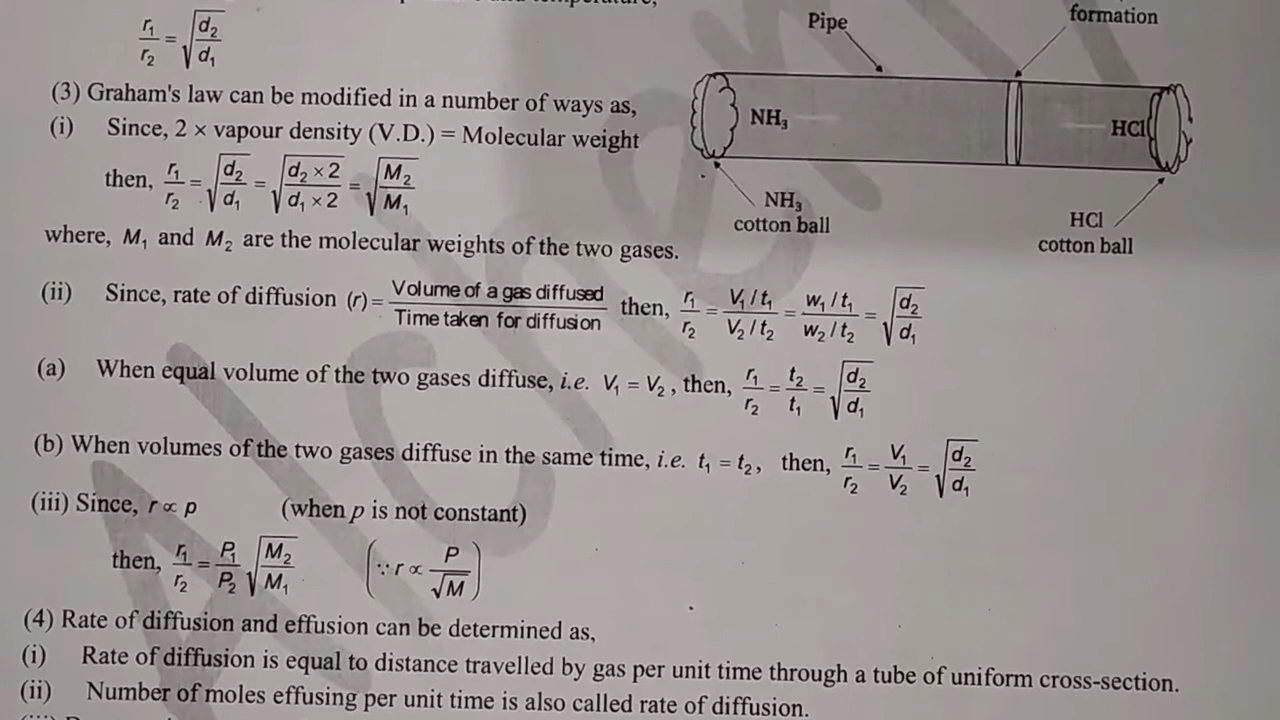 r₁/r₂ = √(d₂/d₁)
(3) Graham's law can be modified in a number of ways as,
(i) Since, 2 × vapour density (V.D.) = Molecular weight
then, r₁/r₂ = √(d₂/d₁) = √(d₂ × 2/d₁ × 2) = √(M₂/M₁)
where, M₁ and M₂ are the molecular weights of the two gases.
Pipe
formation
NH₃
HCl
NH₃
cotton ball
HCl
cotton ball
(ii) Since, rate of diffusion (r) = Volume of a gas diffused/Time taken for diffusion then, r₁/r₂ = V₁/t₁ / V₂/t₂ = w₁/t₁ / w₂/t₂ = √(d₂/d₁)
(a) When equal volume of the two gases diffuse, i.e. V₁ = V₂, then, r₁/r₂ = t₂/t₁ = √(d₂/d₁)
(b) When volumes of the two gases diffuse in the same time, i.e. t₁ = t₂, then, r₁/r₂ = V₁/V₂ = √(d₂/d₁)
(iii) Since, r ∝ p (when p is not constant)
then, r₁/r₂ = P₁/P₂ √(M₂/M₁) (∵ r ∝ P/√M)
(4) Rate of diffusion and effusion can be determined as,
(i) Rate of diffusion is equal to distance travelled by gas per unit time through a tube of uniform cross-section.
(ii) Number of moles effusing per unit time is also called rate of diffusion.